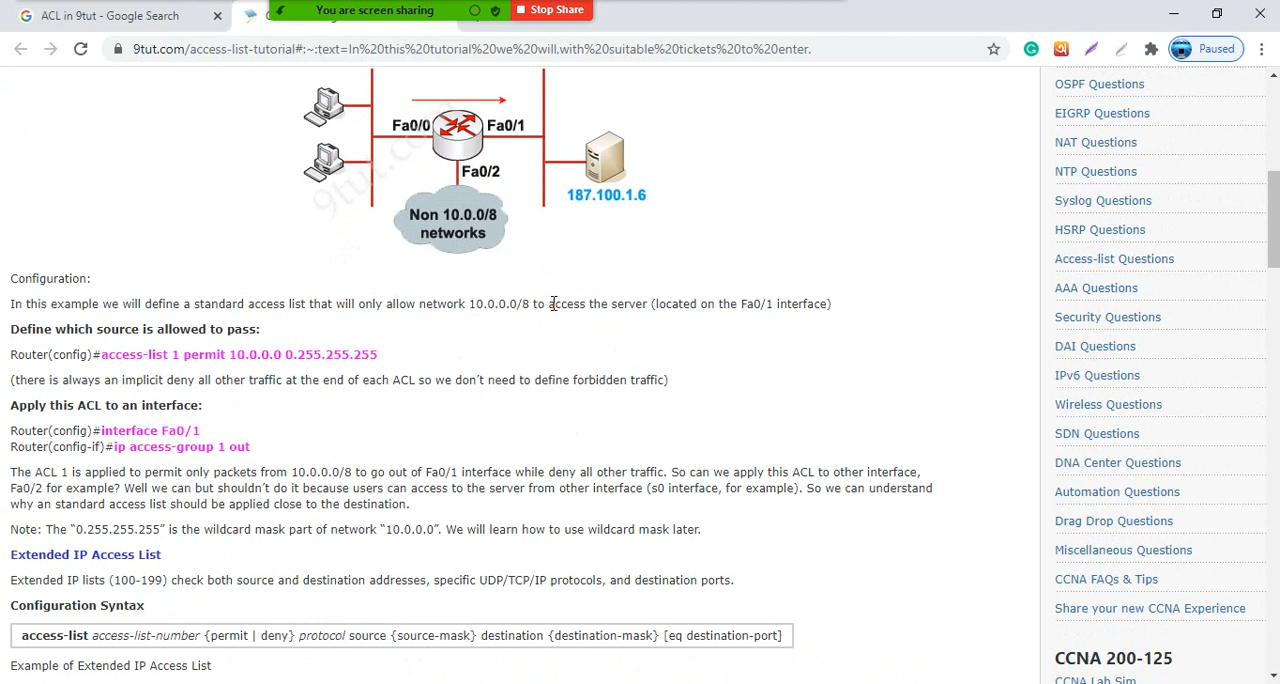 ACL in 9tut - Google Search
You are screen sharing
Stop Share
9tut.com/access-list-tutorial#:~:text=In%20this%20tutorial%20we%20will,with%20suitable%20tickets%20to%20enter.
Paused
Fa0/0
Fa0/1
Fa0/2
187.100.1.6
Non 10.0.0/8
networks
Configuration:
In this example we will define a standard access list that will only allow network 10.0.0.0/8 to access the server (located on the Fa0/1 interface)
Define which source is allowed to pass:
Router(config)#access-list 1 permit 10.0.0.0 0.255.255.255
(there is always an implicit deny all other traffic at the end of each ACL so we don't need to define forbidden traffic)
Apply this ACL to an interface:
Router(config)#interface Fa0/1
Router(config-if)#ip access-group 1 out
The ACL 1 is applied to permit only packets from 10.0.0.0/8 to go out of Fa0/1 interface while deny all other traffic. So can we apply this ACL to other interface,
Fa0/2 for example? Well we can but shouldn't do it because users can access to the server from other interface (s0 interface, for example). So we can understand
why an standard access list should be applied close to the destination.
Note: The "0.255.255.255" is the wildcard mask part of network "10.0.0.0". We will learn how to use wildcard mask later.
Extended IP Access List
Extended IP lists (100-199) check both source and destination addresses, specific UDP/TCP/IP protocols, and destination ports.
Configuration Syntax
access-list access-list-number {permit | deny} protocol source {source-mask} destination {destination-mask} [eq destination-port]
Example of Extended IP Access List
OSPF Questions
EIGRP Questions
NAT Questions
NTP Questions
Syslog Questions
HSRP Questions
Access-list Questions
AAA Questions
Security Questions
DAI Questions
IPv6 Questions
Wireless Questions
SDN Questions
DNA Center Questions
Automation Questions
Drag Drop Questions
Miscellaneous Questions
CCNA FAQs & Tips
Share your new CCNA Experience
CCNA 200-125
CCNA Lab Sim